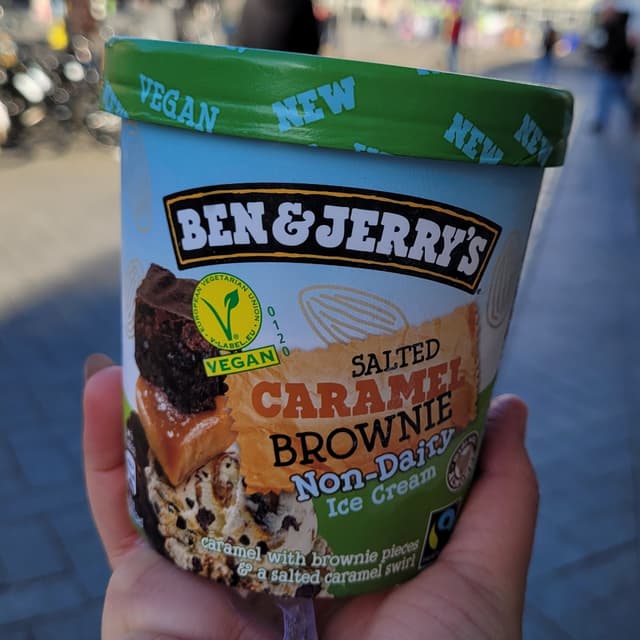 VEGAN NEW NEW NEW
BEN & JERRY'S
EUROPEAN VEGETARIAN UNION
V-LABEL.EU
VEGAN
0120
SALTED
CARAMEL
BROWNIE
Non-Dairy
Ice Cream
caramel with brownie pieces
& a salted caramel swirl